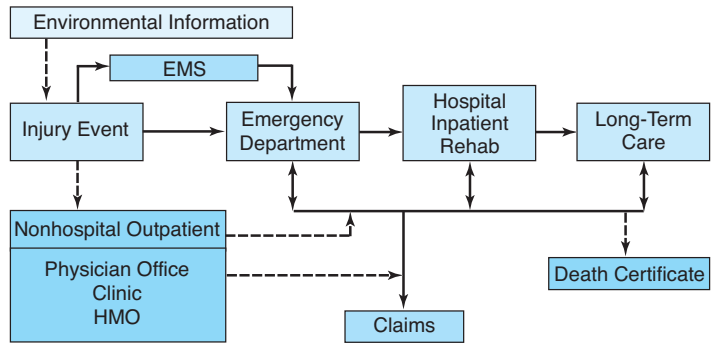 Environmental Information
EMS
Injury Event
Emergency
Department
Hospital
Inpatient
Rehab
Long-Term
Care
Nonhospital Outpatient
Physician Office
Clinic
HMO
Death Certificate
Claims